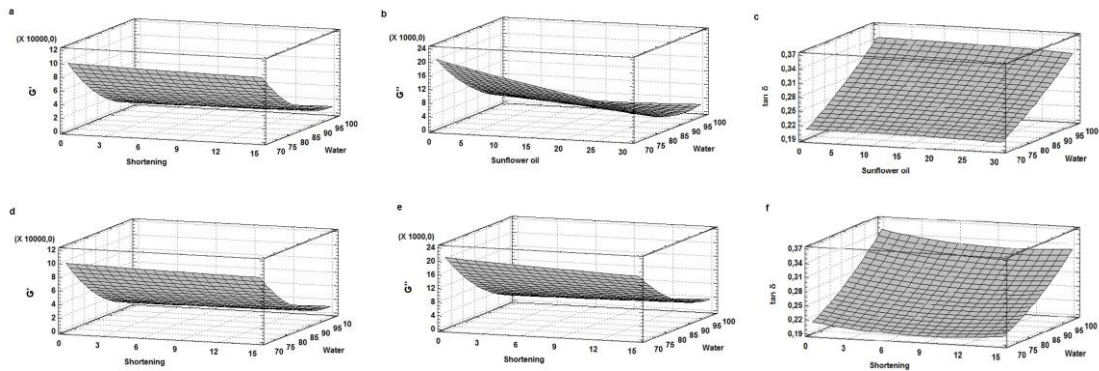 a
(X 10000,0)
12
10
8
6
4
2
0
G'
0 3 6 9 12 15
Shortening
70 75 80 85 90 95 100
Water
b
(X 1000,0)
24
20
16
12
8
4
0
G''
0 5 10 15 20 25 30
Sunflower oil
70 75 80 85 90 95 100
Water
c
0,37
0,34
0,31
0,28
0,25
0,22
0,19
tan δ
0 5 10 15 20 25 30
Sunflower oil
70 75 80 85 90 95 100
Water
d
(X 10000,0)
12
10
8
6
4
2
0
G'
0 3 6 9 12 15
Shortening
70 75 80 85 90 95 10
Water
e
(X 1000,0)
24
20
16
12
8
4
0
G''
0 3 6 9 12 15
Shortening
70 75 80 85 90 95 100
Water
f
0,37
0,34
0,31
0,28
0,25
0,22
0,19
tan δ
0 3 6 9 12 15
Shortening
70 75 80 85 90 95 100
Water